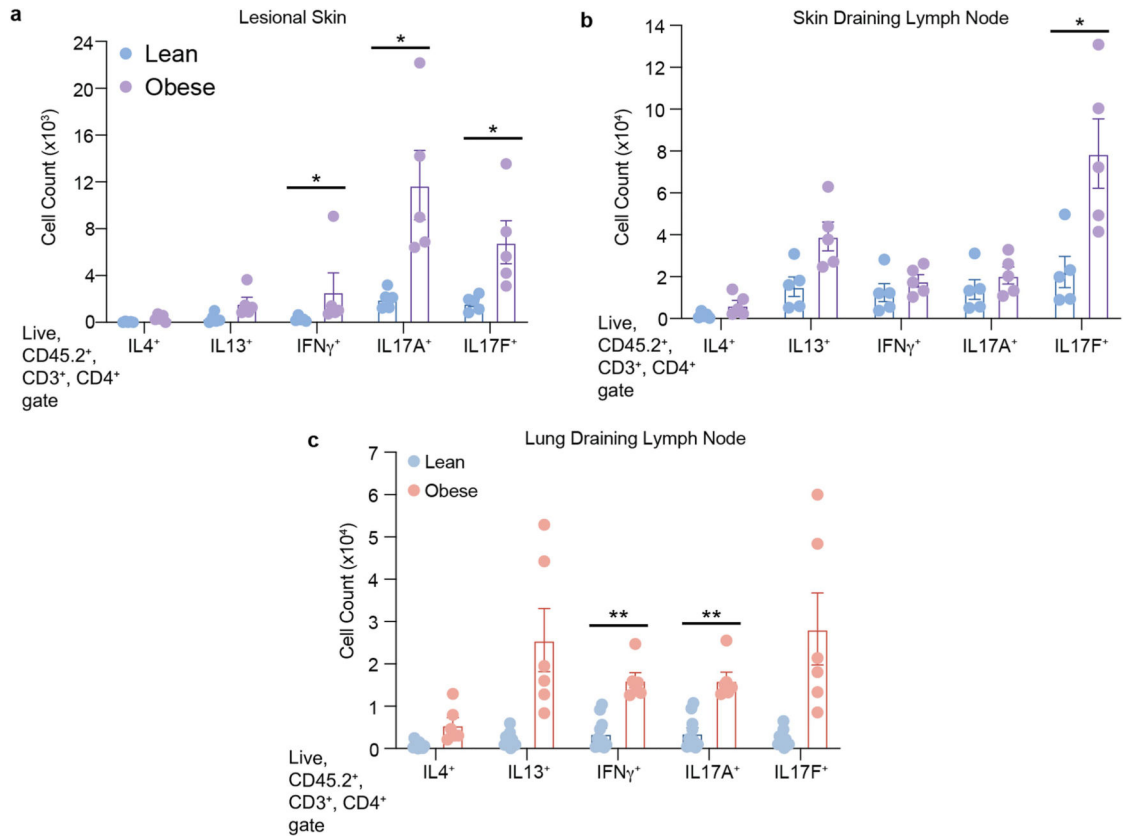 a
Lesional Skin
Cell Count (x10³)
24
20
16
12
8
4
0
Lean
Obese
*
*
*
Live,
CD45.2⁺,
CD3⁺, CD4⁺
gate
IL4⁺
IL13⁺
IFNγ⁺
IL17A⁺
IL17F⁺
b
Skin Draining Lymph Node
Cell Count (x10⁴)
14
12
10
8
6
4
2
0
*
Live,
CD45.2⁺,
CD3⁺, CD4⁺
gate
IL4⁺
IL13⁺
IFNγ⁺
IL17A⁺
IL17F⁺
c
Lung Draining Lymph Node
Cell Count (x10⁴)
7
6
5
4
3
2
1
0
Lean
Obese
**
**
Live,
CD45.2⁺,
CD3⁺, CD4⁺
gate
IL4⁺
IL13⁺
IFNγ⁺
IL17A⁺
IL17F⁺